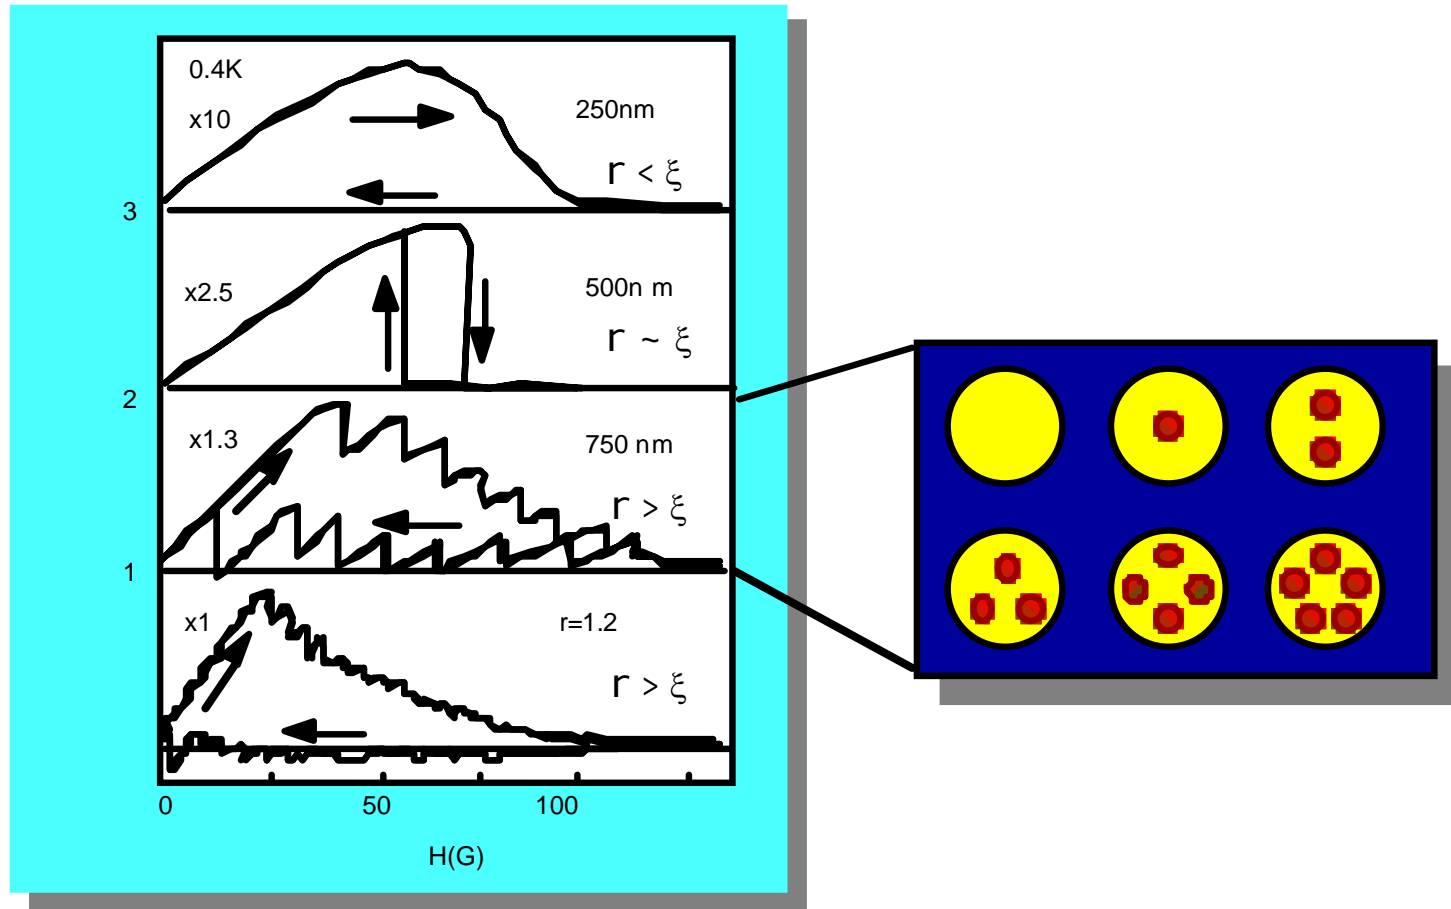 0.4K
x10
250nm
r < ξ
3
x2.5
500n m
r ~ ξ
2
x1.3
750 nm
r > ξ
1
x1
r=1.2
r > ξ
0 50 100
H(G)